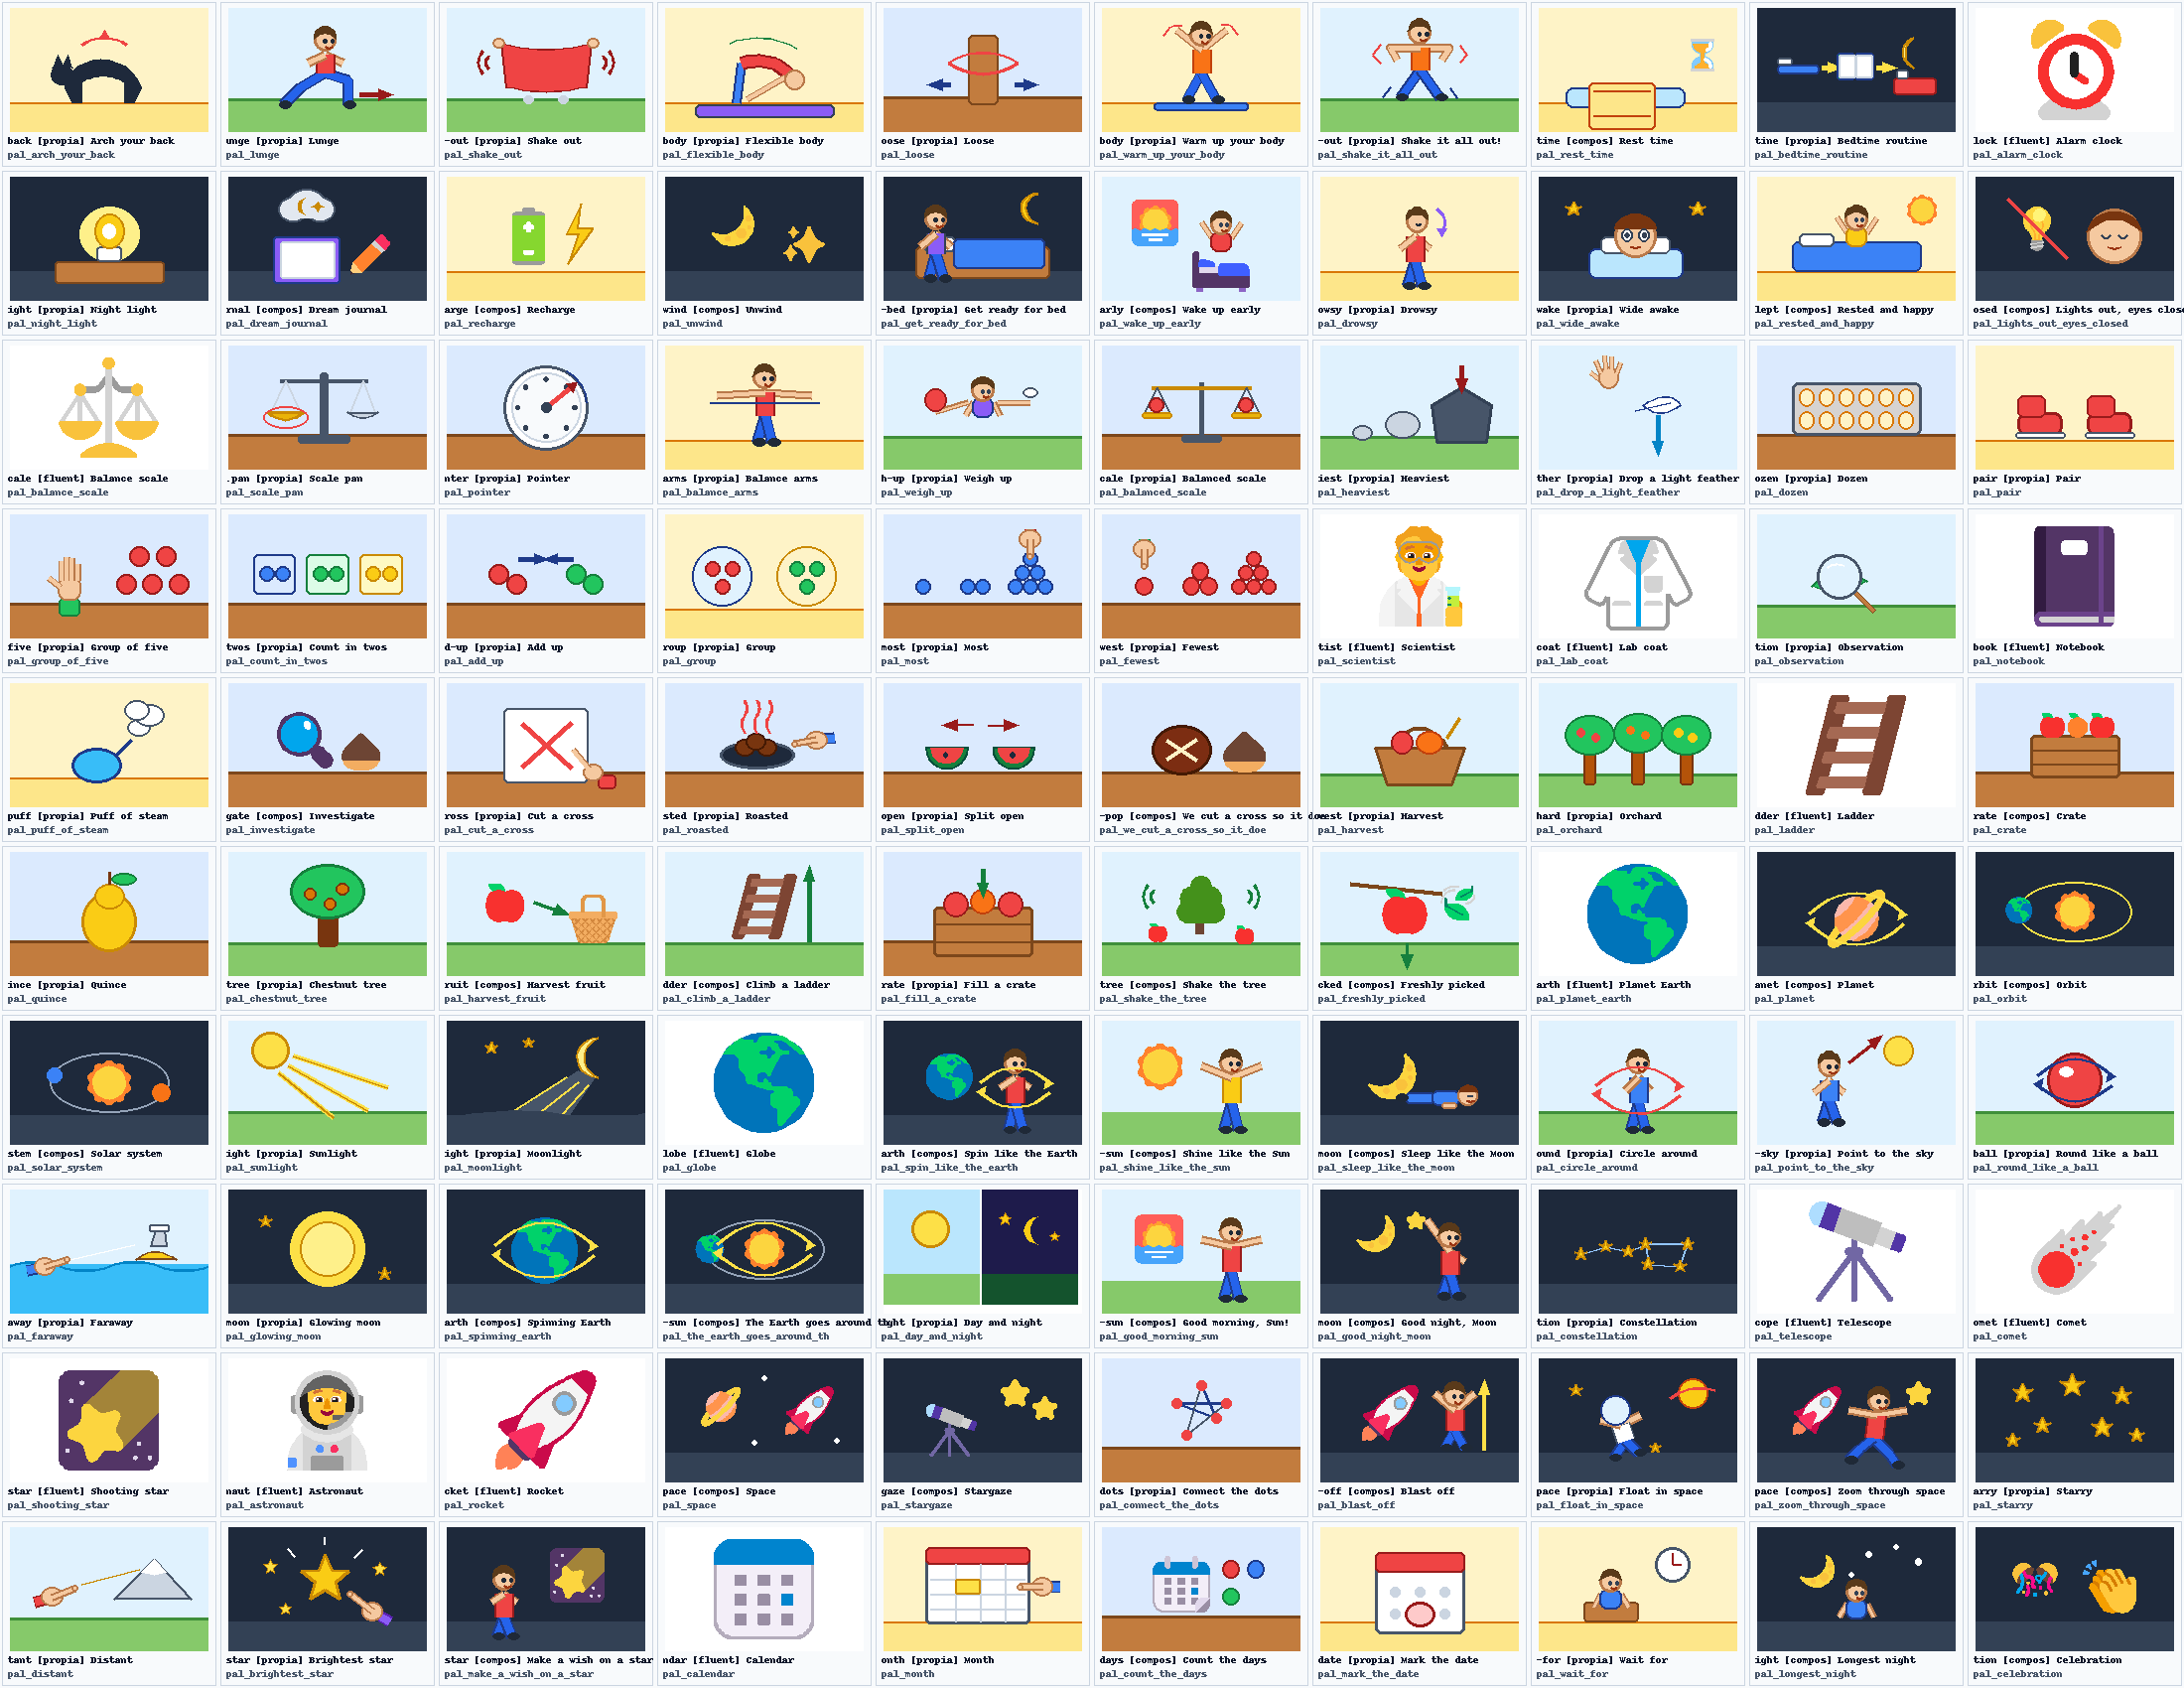 back [propia] Arch your back
pal_arch_your_back
unge [propia] Lunge
pal_lunge
-out [propia] Shake out
pal_shake_out
body [propia] Flexible body
pal_flexible_body
oose [propia] Loose
pal_loose
body [propia] Warm up your body
pal_warm_up_your_body
-out [propia] Shake it all out!
pal_shake_it_all_out
time [compos] Rest time
pal_rest_time
tine [propia] Bedtime routine
pal_bedtime_routine
lock [fluent] Alarm clock
pal_alarm_clock
ight [propia] Night light
pal_night_light
rnal [compos] Dream journal
pal_dream_journal
arge [compos] Recharge
pal_recharge
wind [compos] Unwind
pal_unwind
-bed [propia] Get ready for bed
pal_get_ready_for_bed
arly [compos] Wake up early
pal_wake_up_early
owsy [propia] Drowsy
pal_drowsy
wake [propia] Wide awake
pal_wide_awake
lept [compos] Rested and happy
pal_rested_and_happy
osed [compos] Lights out, eyes close
pal_lights_out_eyes_closed
cale [fluent] Balance scale
pal_balance_scale
.pan [propia] Scale pan
pal_scale_pan
nter [propia] Pointer
pal_pointer
arms [propia] Balance arms
pal_balance_arms
h-up [propia] Weigh up
pal_weigh_up
cale [propia] Balanced scale
pal_balanced_scale
iest [propia] Heaviest
pal_heaviest
ther [propia] Drop a light feather
pal_drop_a_light_feather
ozen [propia] Dozen
pal_dozen
pair [propia] Pair
pal_pair
five [propia] Group of five
pal_group_of_five
twos [propia] Count in twos
pal_count_in_twos
d-up [propia] Add up
pal_add_up
roup [propia] Group
pal_group
most [propia] Most
pal_most
west [propia] Fewest
pal_fewest
tist [fluent] Scientist
pal_scientist
coat [fluent] Lab coat
pal_lab_coat
tion [propia] Observation
pal_observation
book [fluent] Notebook
pal_notebook
puff [propia] Puff of steam
pal_puff_of_steam
gate [compos] Investigate
pal_investigate
ross [propia] Cut a cross
pal_cut_a_cross
sted [propia] Roasted
pal_roasted
open [propia] Split open
pal_split_open
-pop [compos] We cut a cross so it
pal_we_cut_a_cross_so_it_doe
[propia] Harvest
pal_harvest
hard [propia] Orchard
pal_orchard
dder [fluent] Ladder
pal_ladder
rate [compos] Crate
pal_crate
ince [propia] Quince
pal_quince
tree [propia] Chestnut tree
pal_chestnut_tree
ruit [compos] Harvest fruit
pal_harvest_fruit
dder [compos] Climb a ladder
pal_climb_a_ladder
rate [propia] Fill a crate
pal_fill_a_crate
tree [compos] Shake the tree
pal_shake_the_tree
cked [compos] Freshly picked
pal_freshly_picked
arth [fluent] Planet Earth
pal_planet_earth
anet [compos] Planet
pal_planet
rbit [compos] Orbit
pal_orbit
stem [compos] Solar system
pal_solar_system
ight [propia] Sunlight
pal_sunlight
ight [propia] Moonlight
pal_moonlight
lobe [fluent] Globe
pal_globe
arth [compos] Spin like the Earth
pal_spin_like_the_earth
-sun [compos] Shine like the Sun
pal_shine_like_the_sun
moon [compos] Sleep like the Moon
pal_sleep_like_the_moon
ound [propia] Circle around
pal_circle_around
-sky [propia] Point to the sky
pal_point_to_the_sky
ball [propia] Round like a ball
pal_round_like_a_ball
away [propia] Faraway
pal_faraway
moon [propia] Glowing moon
pal_glowing_moon
arth [compos] Spinning Earth
pal_spinning_earth
-sun [compos] The Earth goes around
pal_the_earth_goes_around_th
[propia] Day and night
pal_day_and_night
-sun [compos] Good morning, Sun!
pal_good_morning_sun
moon [compos] Good night, Moon
pal_good_night_moon
tion [propia] Constellation
pal_constellation
cope [fluent] Telescope
pal_telescope
omet [fluent] Comet
pal_comet
star [fluent] Shooting star
pal_shooting_star
naut [fluent] Astronaut
pal_astronaut
cket [fluent] Rocket
pal_rocket
pace [compos] Space
pal_space
gaze [compos] Stargaze
pal_stargaze
dots [propia] Connect the dots
pal_connect_the_dots
-off [compos] Blast off
pal_blast_off
pace [propia] Float in space
pal_float_in_space
pace [compos] Zoom through space
pal_zoom_through_space
arry [propia] Starry
pal_starry
tant [propia] Distant
pal_distant
star [propia] Brightest star
pal_brightest_star
star [compos] Make a wish on a star
pal_make_a_wish_on_a_star
ndar [fluent] Calendar
pal_calendar
onth [propia] Month
pal_month
days [compos] Count the days
pal_count_the_days
date [propia] Mark the date
pal_mark_the_date
-for [propia] Wait for
pal_wait_for
ight [compos] Longest night
pal_longest_night
tion [compos] Celebration
pal_celebration